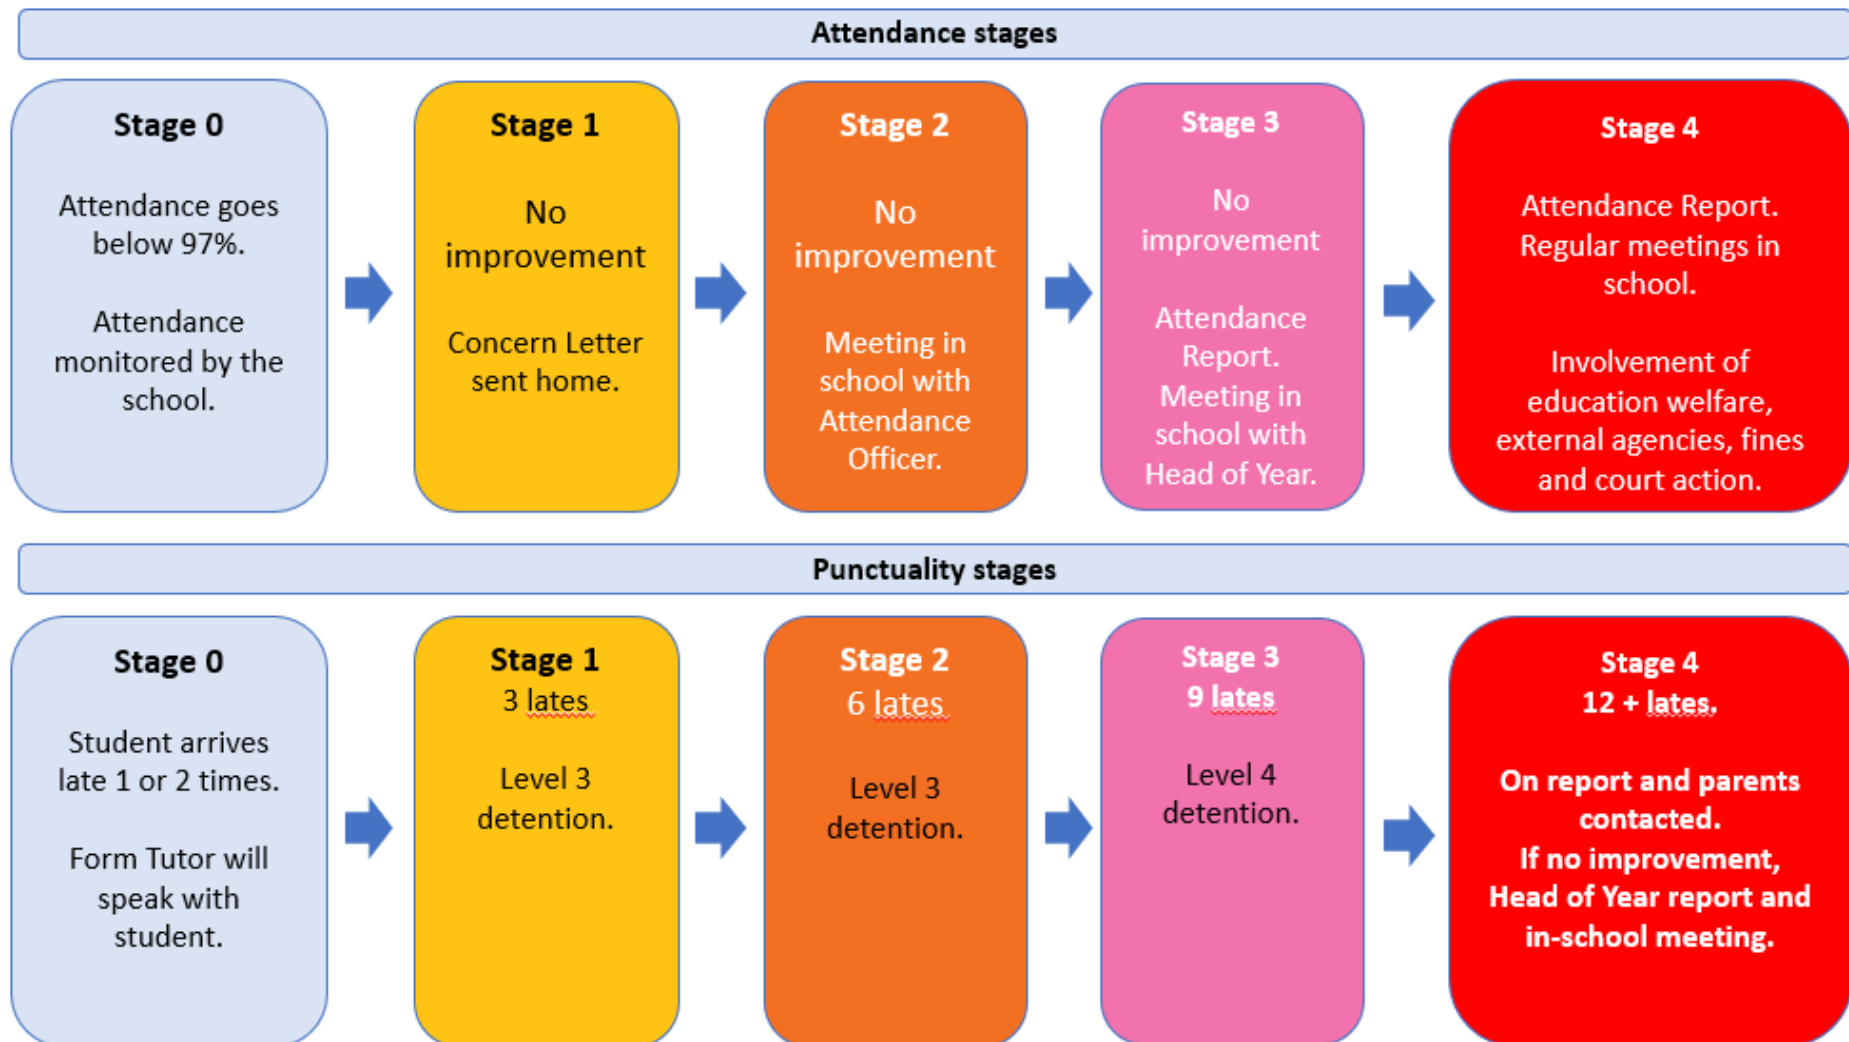 Attendance stages
Stage 0
Attendance goes
below 97%.
Attendance
monitored by the
school.
Stage 1
No
improvement
Concern Letter
sent home.
Stage 2
No
improvement
Meeting in
school with
Attendance
Officer.
Stage 3
No
improvement
Attendance
Report.
Meeting in
school with
Head of Year.
Stage 4
Attendance Report.
Regular meetings in
school.
Involvement of
education welfare,
external agencies, fines
and court action.
Punctuality stages
Stage 0
Student arrives
late 1 or 2 times.
Form Tutor will
speak with
student.
Stage 1
3 lates
Level 3
detention.
Stage 2
6 lates
Level 3
detention.
Stage 3
9 lates
Level 4
detention.
Stage 4
12 + lates.
On report and parents
contacted.
If no improvement,
Head of Year report and
in-school meeting.